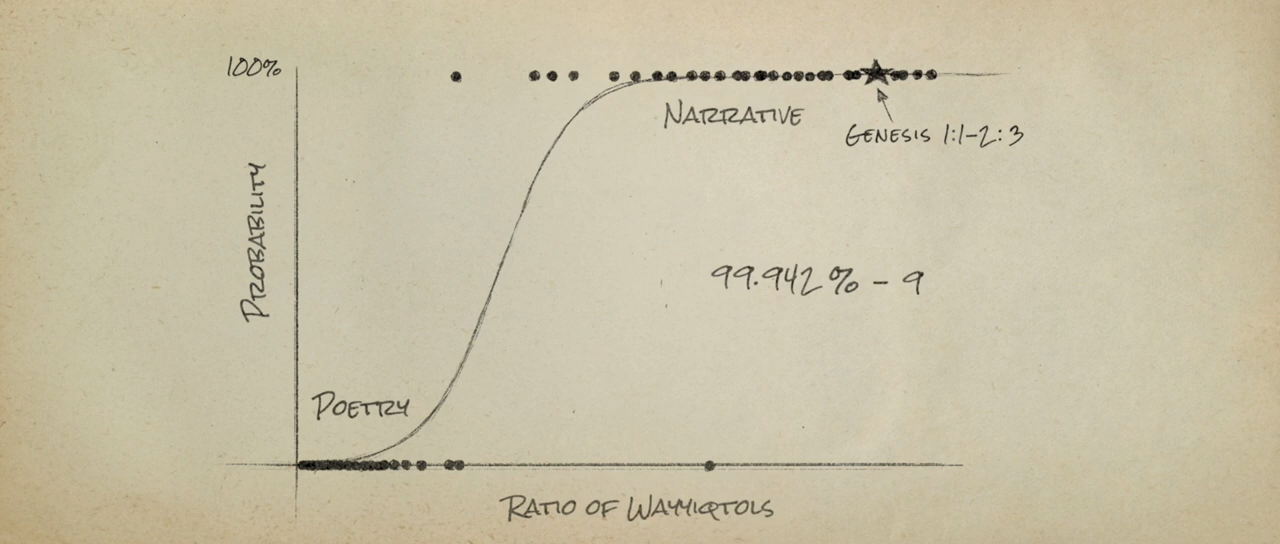 100%
NARRATIVE
GENESIS 1:1-2:3
PROBABILITY
99.942% - 9
POETRY
RATIO OF WAYYIQTOLS